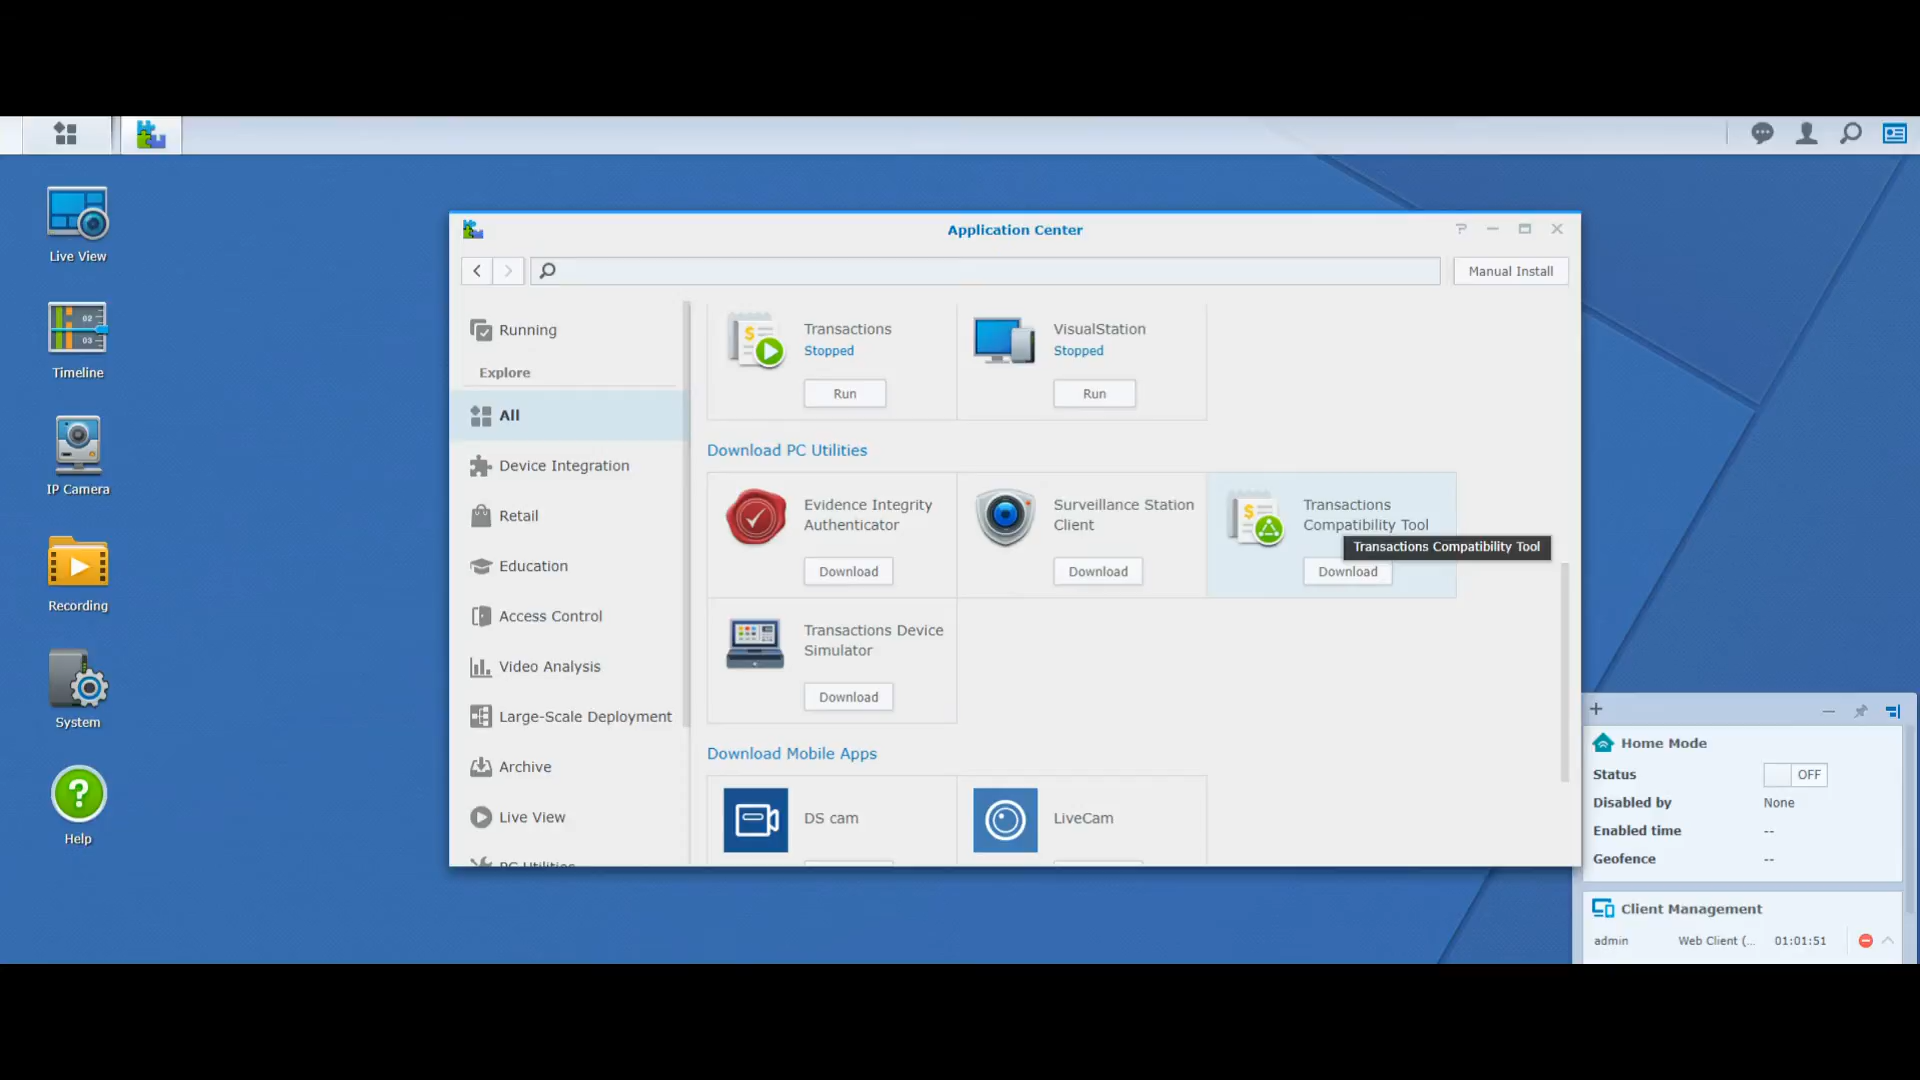 Live View
Timeline
IP Camera
Recording
System
Help
Application Center
Manual Install
Running
Explore
All
Device Integration
Retail
Education
Access Control
Video Analysis
Large-Scale Deployment
Archive
Live View
PC Utilities
Transactions
Stopped
Run
VisualStation
Stopped
Run
Download PC Utilities
Evidence Integrity
Authenticator
Download
Surveillance Station
Client
Download
Transactions
Compatibility Tool
Transactions Compatibility Tool
Download
Transactions Device
Simulator
Download
Download Mobile Apps
DS cam
LiveCam
Home Mode
Status OFF
Disabled by None
Enabled time --
Geofence --
Client Management
admin Web Client (... 01:01:51